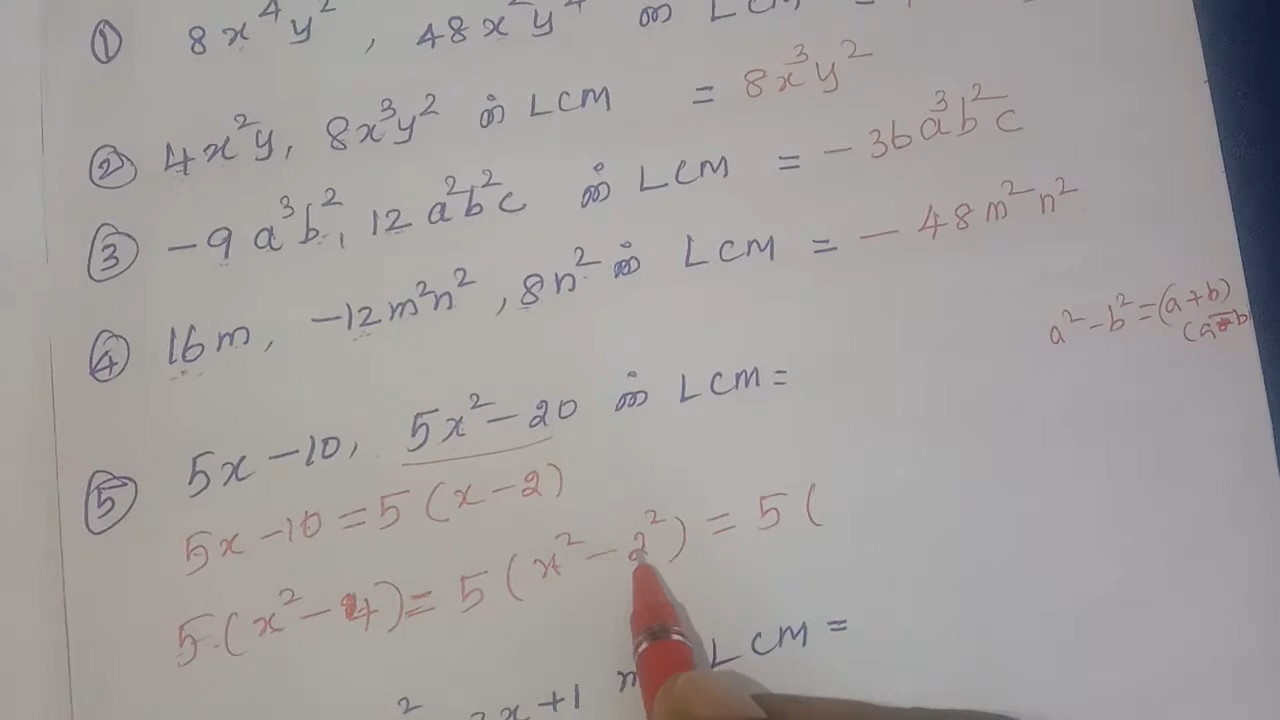 ① 8x⁴y², 48x²y⁴ ன் LCM =
② 4x²y, 8x³y² ன் LCM = 8x³y²
③ -9a³b², 12a²b²c ன் LCM = -36a³b²c
④ 16m, -12m²n², 8n² ன் LCM = -48m²n²
a²-b²=(a+b)
(a-b
⑤ 5x-10, 5x²-20 ன் LCM=
5x-10=5(x-2)
5.(x²-4)=5(x²-2²)=5(
x+1 LCM=